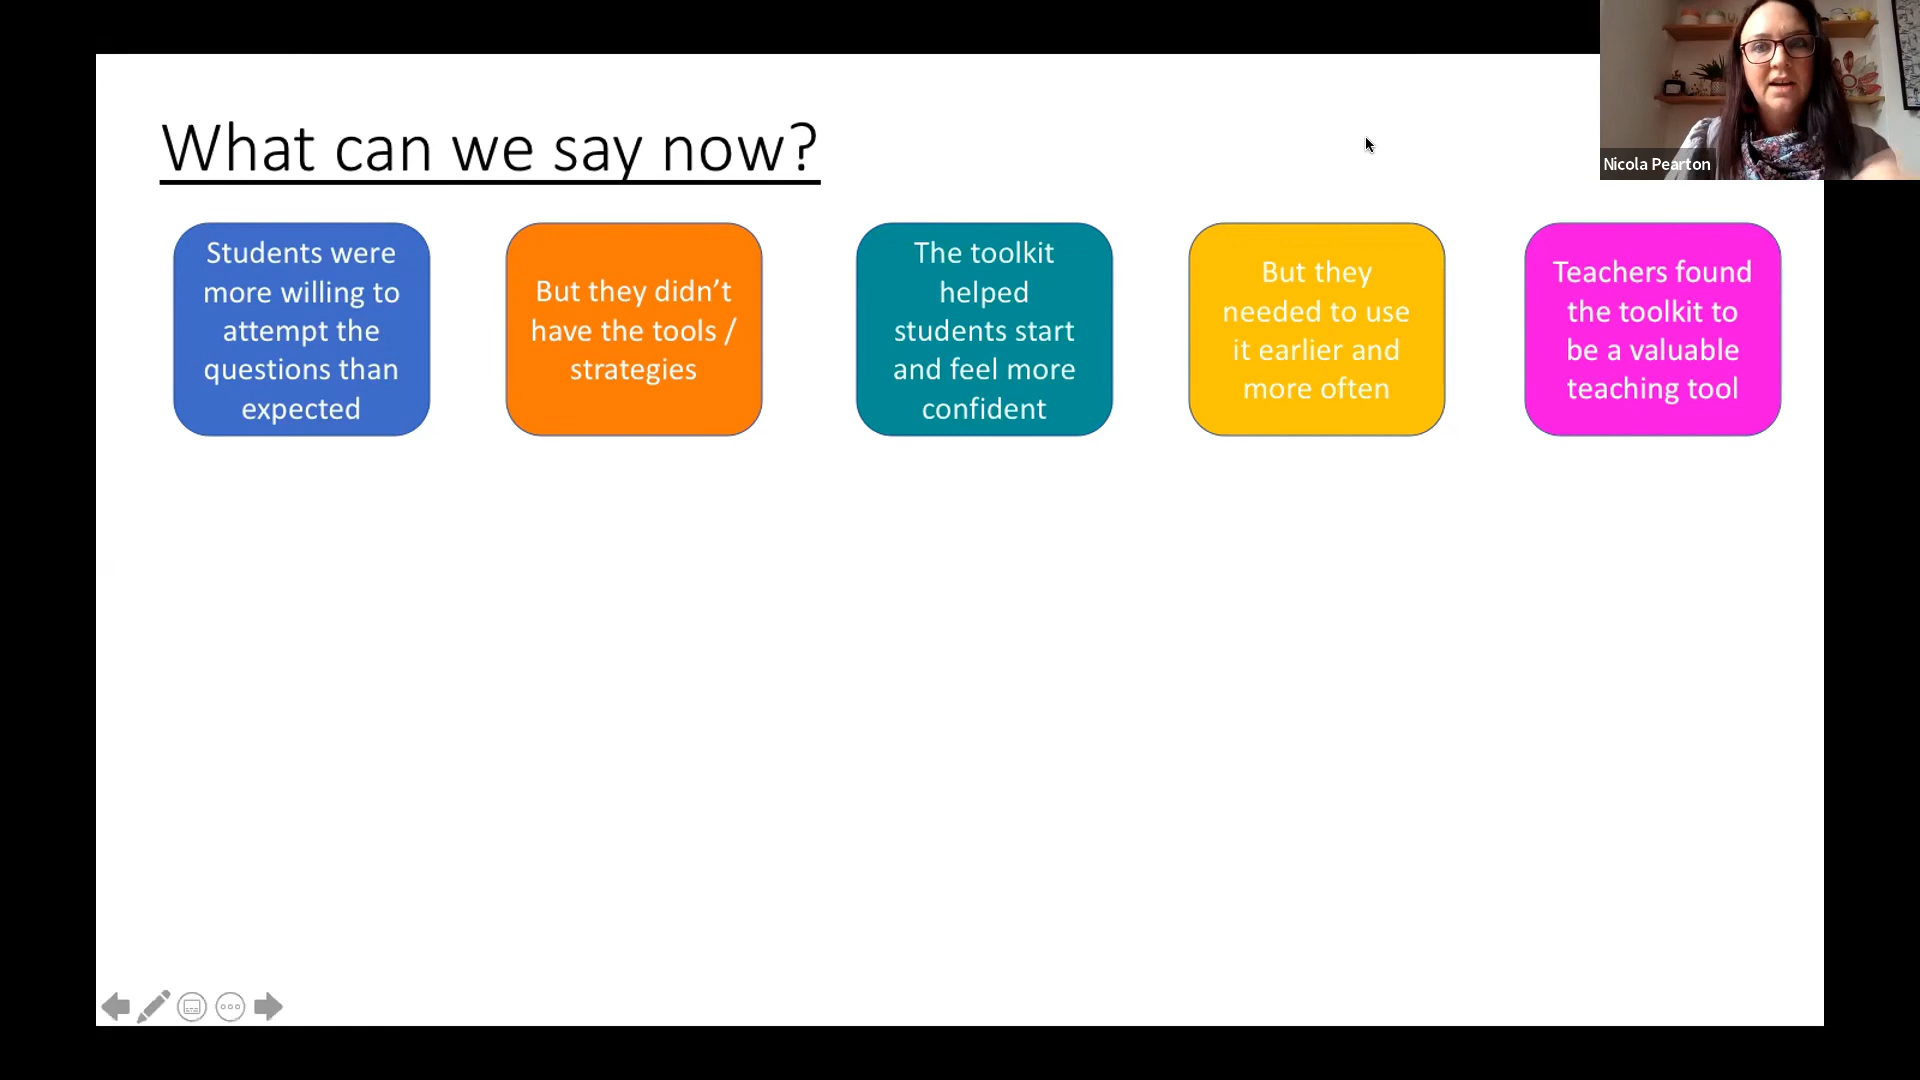 What can we say now?
Nicola Pearton
Students were
more willing to
attempt the
questions than
expected
But they didn’t
have the tools /
strategies
The toolkit
helped
students start
and feel more
confident
But they
needed to use
it earlier and
more often
Teachers found
the toolkit to
be a valuable
teaching tool